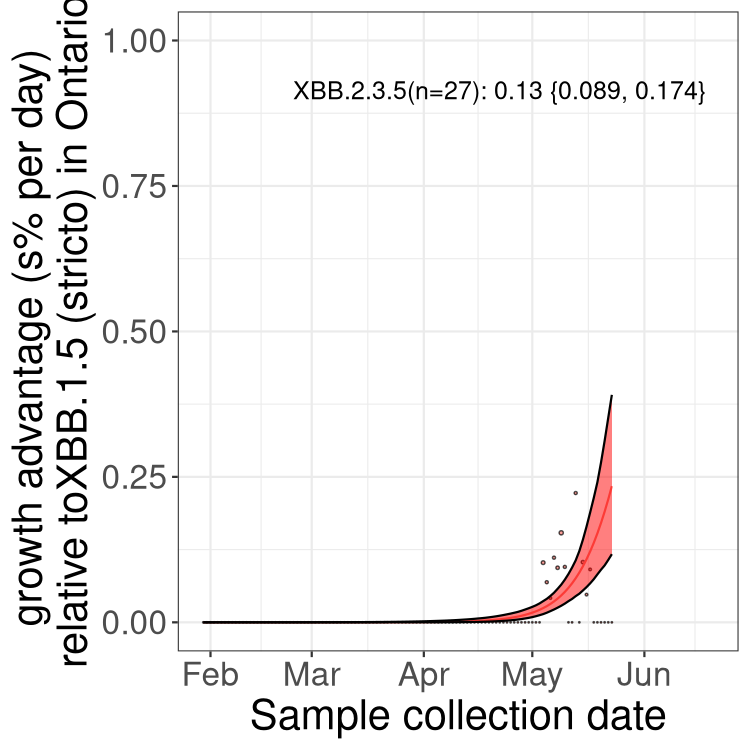 growth advantage (s% per day)
relative toXBB.1.5 (stricto) in Ontario
1.00
0.75
0.50
0.25
0.00
XBB.2.3.5(n=27): 0.13 {0.089, 0.174}
Feb Mar Apr May Jun
Sample collection date